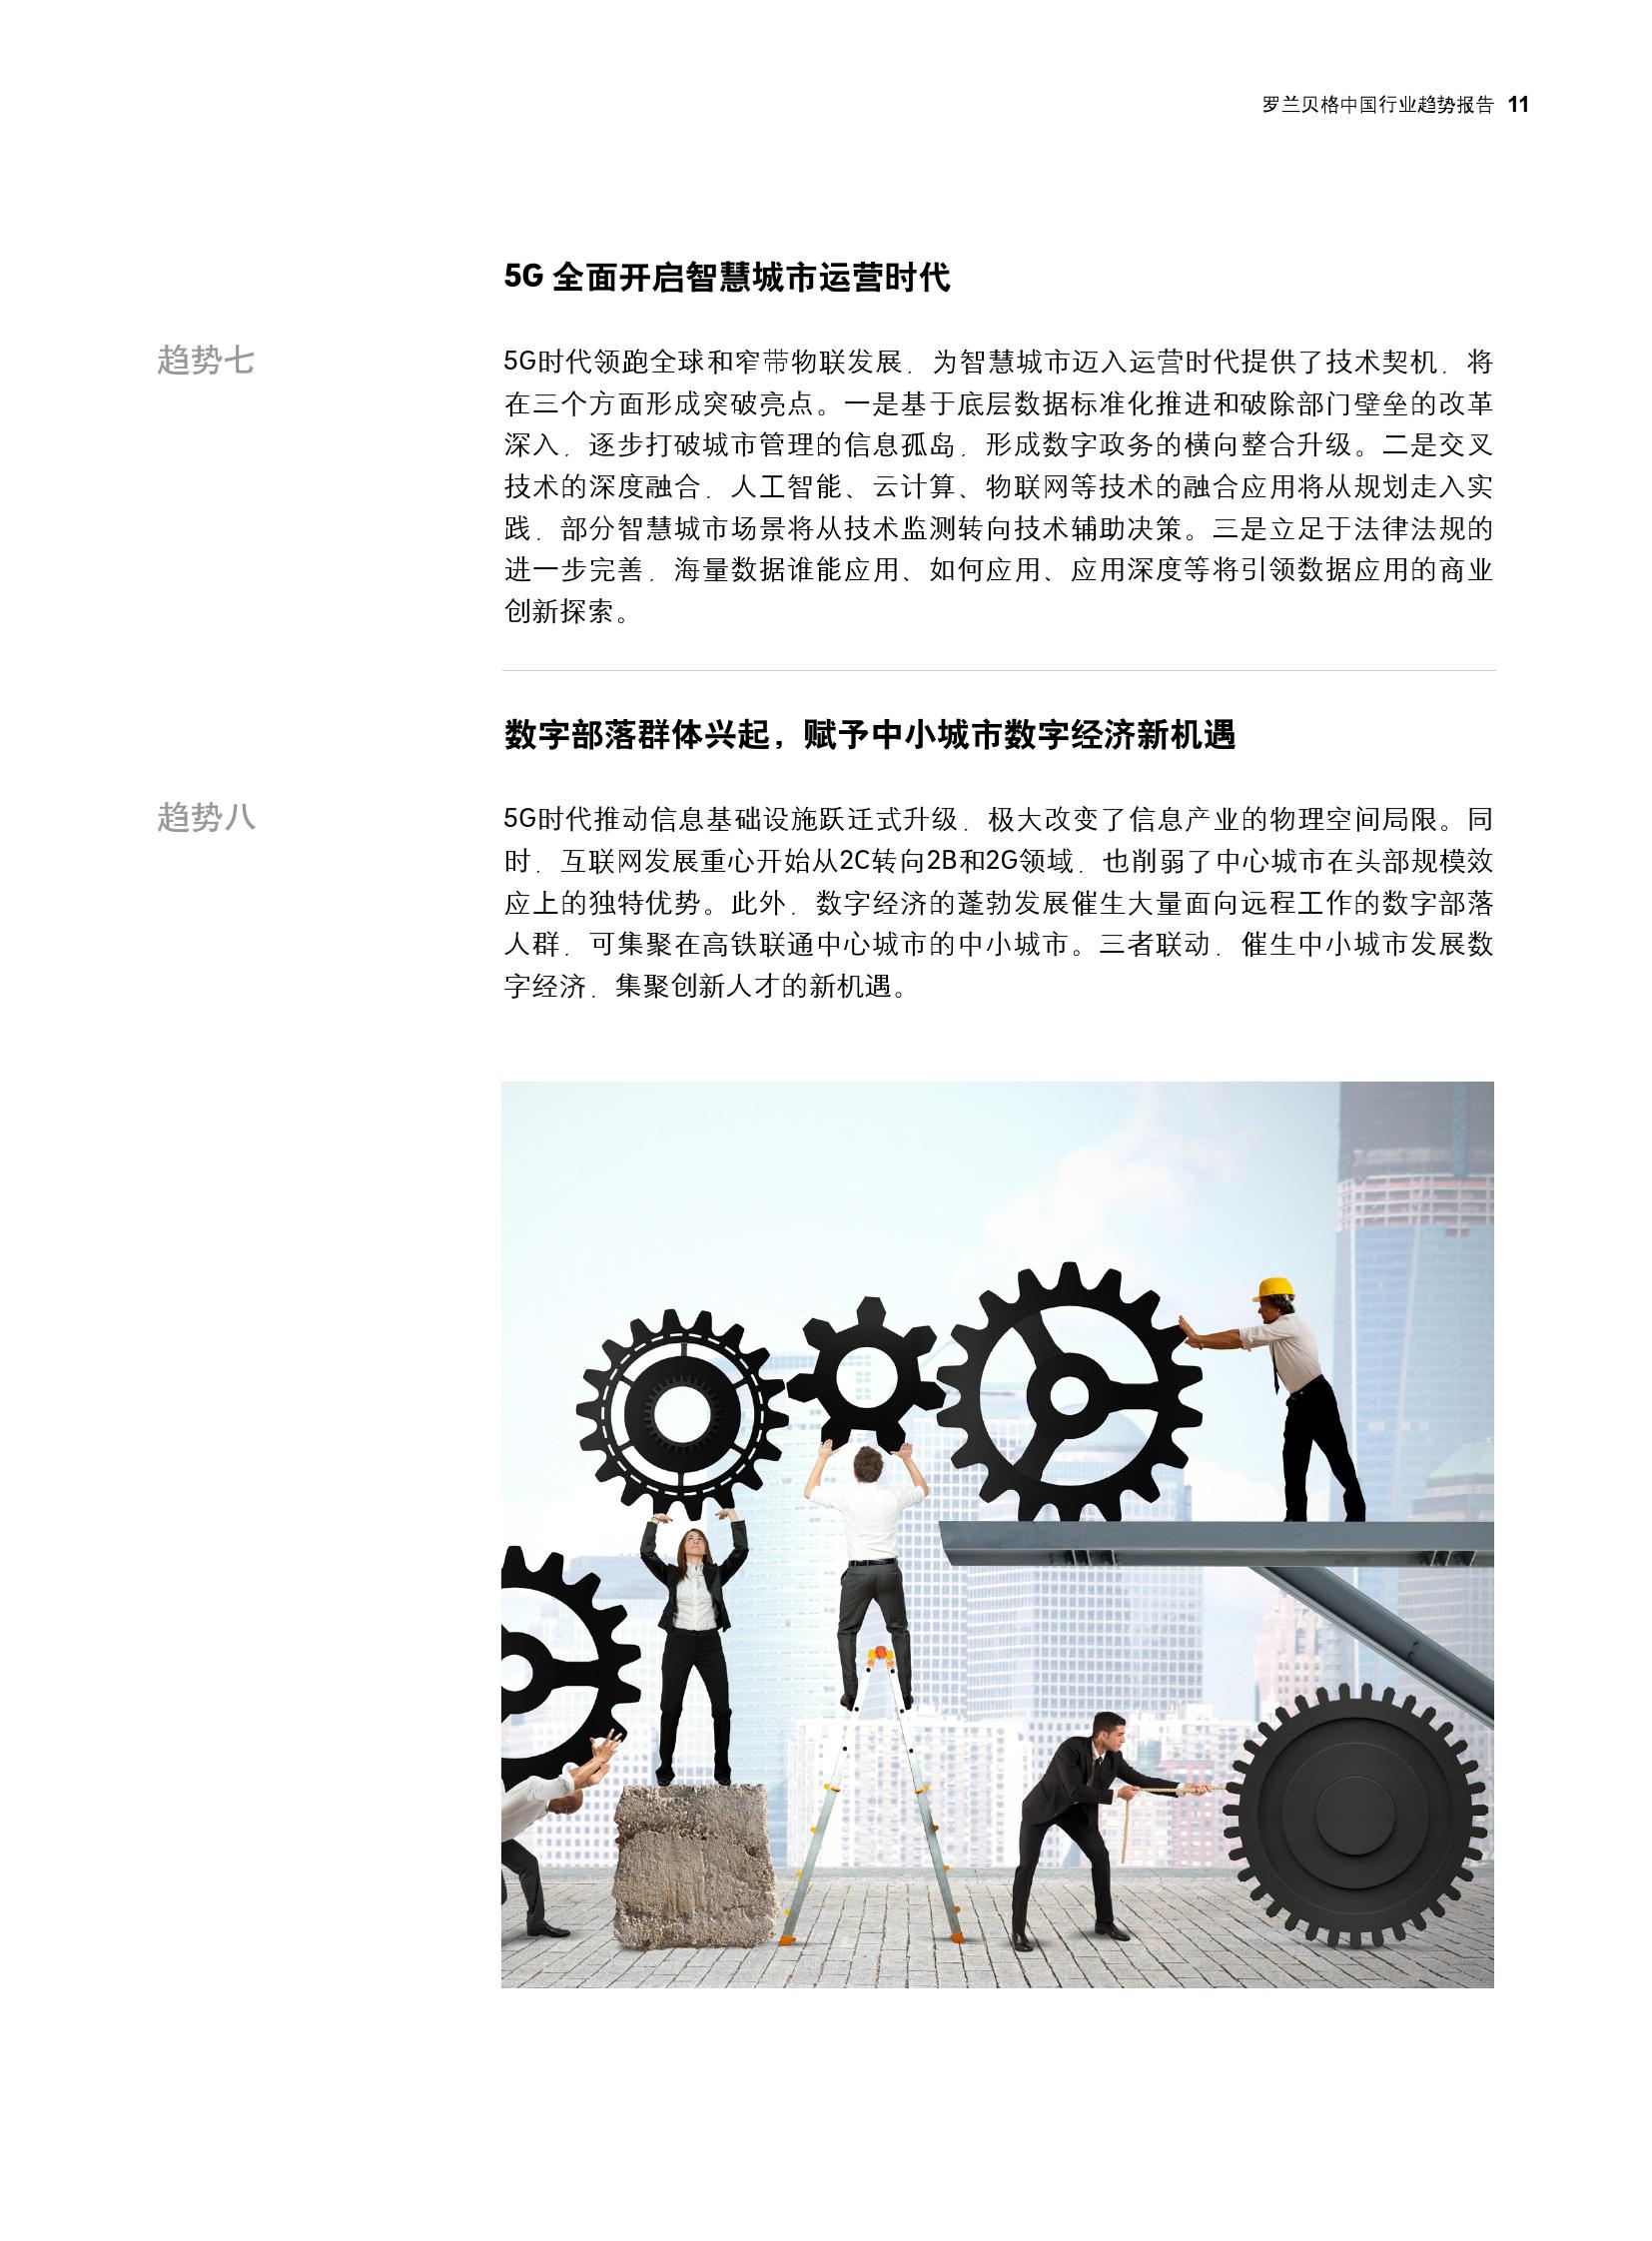 罗兰贝格中国行业趋势报告 11
5G 全面开启智慧城市运营时代
趋势七
5G时代领跑全球和窄带物联发展，为智慧城市迈入运营时代提供了技术契机，将
在三个方面形成突破亮点。一是基于底层数据标准化推进和破除部门壁垒的改革
深入，逐步打破城市管理的信息孤岛，形成数字政务的横向整合升级。二是交叉
技术的深度融合，人工智能、云计算、物联网等技术的融合应用将从规划走入实
践，部分智慧城市场景将从技术监测转向技术辅助决策。三是立足于法律法规的
进一步完善，海量数据谁能应用、如何应用、应用深度等将引领数据应用的商业
创新探索。
数字部落群体兴起，赋予中小城市数字经济新机遇
趋势八
5G时代推动信息基础设施跃迁式升级，极大改变了信息产业的物理空间局限。同
时，互联网发展重心开始从2C转向2B和2G领域，也削弱了中心城市在头部规模效
应上的独特优势。此外，数字经济的蓬勃发展催生大量面向远程工作的数字部落
人群，可集聚在高铁联通中心城市的中小城市。三者联动，催生中小城市发展数
字经济，集聚创新人才的新机遇。